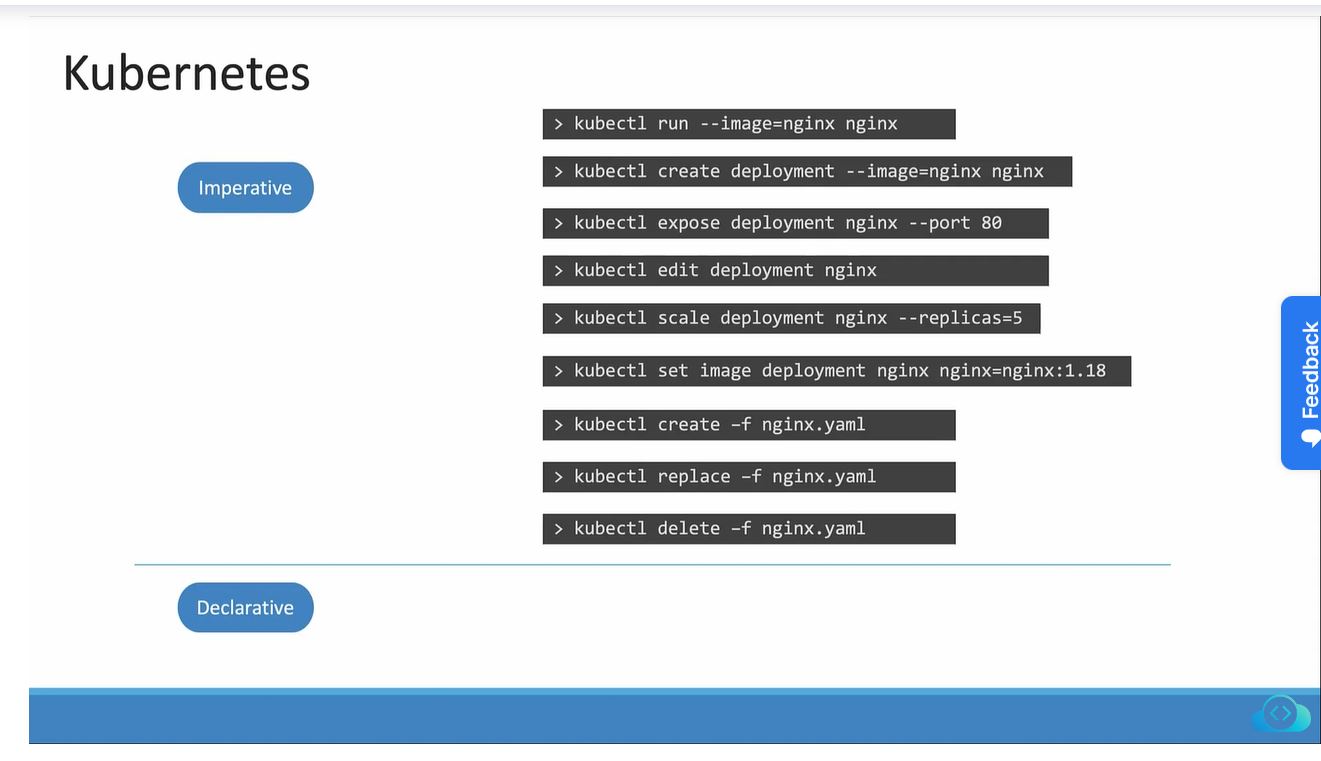 Kubernetes
> kubectl run --image=nginx nginx
> kubectl create deployment --image=nginx nginx
Imperative
> kubectl expose deployment nginx --port 80
> kubectl edit deployment nginx
> kubectl scale deployment nginx --replicas=5
> kubectl set image deployment nginx nginx=nginx:1.18
> kubectl create –f nginx.yaml
> kubectl replace –f nginx.yaml
> kubectl delete –f nginx.yaml
Declarative
Feedback